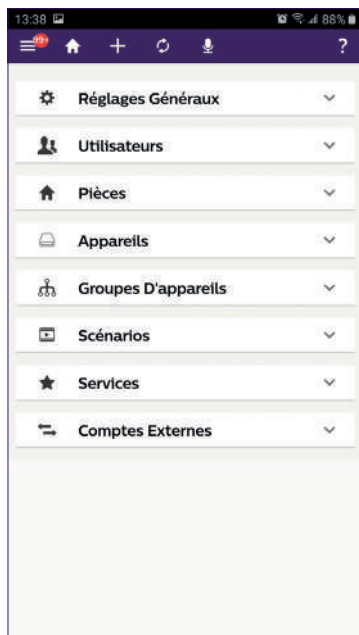 13:38 88%
99+ ?
Réglages Généraux
Utilisateurs
Pièces
Appareils
Groupes D'appareils
Scénarios
Services
Comptes Externes